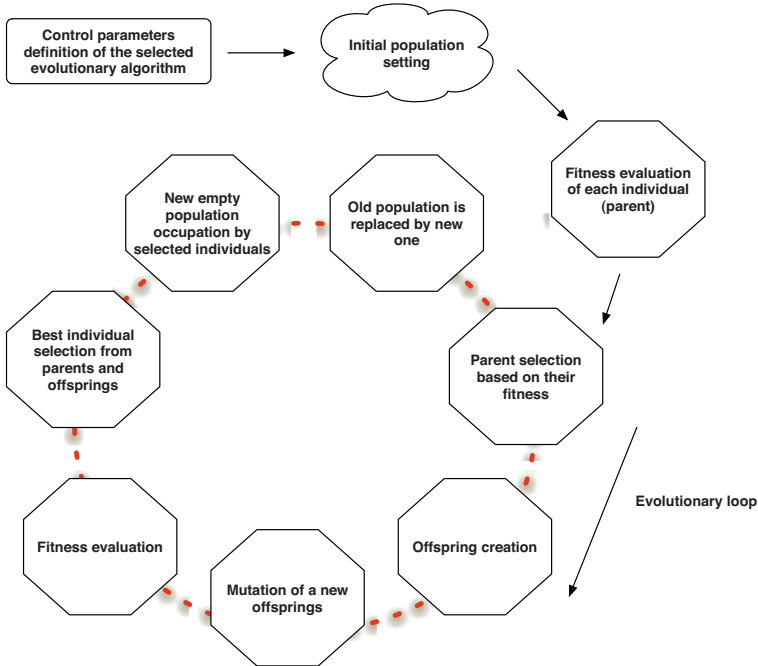 Control parameters
definition of the selected
evolutionary algorithm
Initial population
setting
Fitness evaluation
of each individual
(parent)
New empty
population
occupation by
selected individuals
Old population is
replaced by new
one
Best individual
selection from
parents and
offsprings
Parent selection
based on their
fitness
Evolutionary loop
Fitness evaluation
Offspring creation
Mutation of a new
offsprings